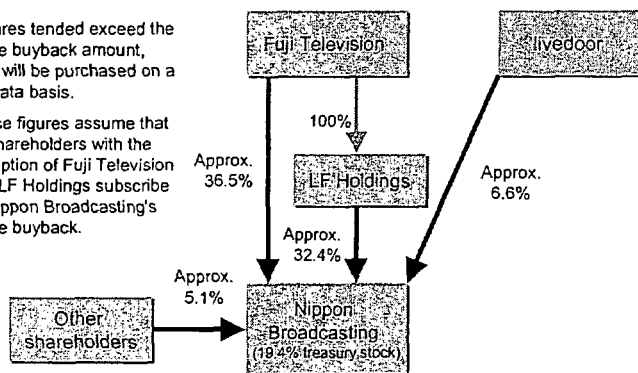 ares tended exceed the
e buyback amount,
will be purchased on a
ata basis.
se figures assume that
hareholders with the
ption of Fuji Television
LF Holdings subscribe
ippon Broadcasting's
e buyback.
Fuji Television
livedoor
100%
Approx.
36.5%
LF Holdings
Approx.
6.6%
Approx.
32.4%
Approx.
5.1%
Other
shareholders
Nippon
Broadcasting
(19.4% treasury stock)